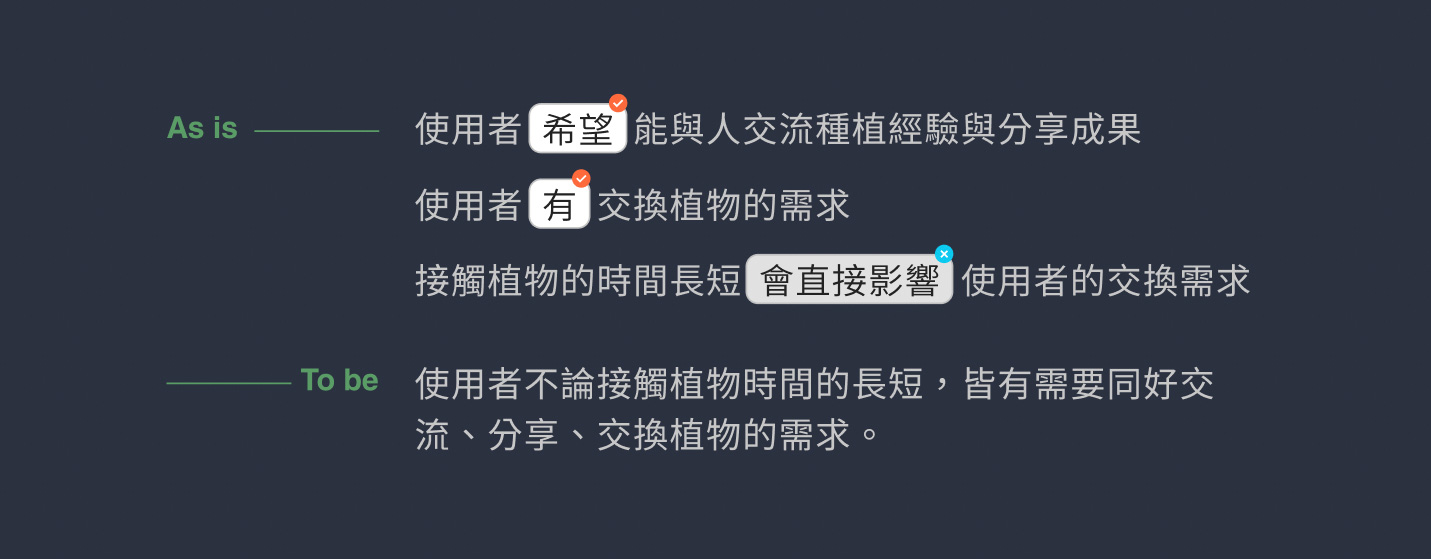 As is
使用者 希望 能與人交流種植經驗與分享成果
使用者 有 交換植物的需求
接觸植物的時間長短 會直接影響 使用者的交換需求
To be
使用者不論接觸植物時間的長短，皆有需要同好交
流、分享、交換植物的需求。